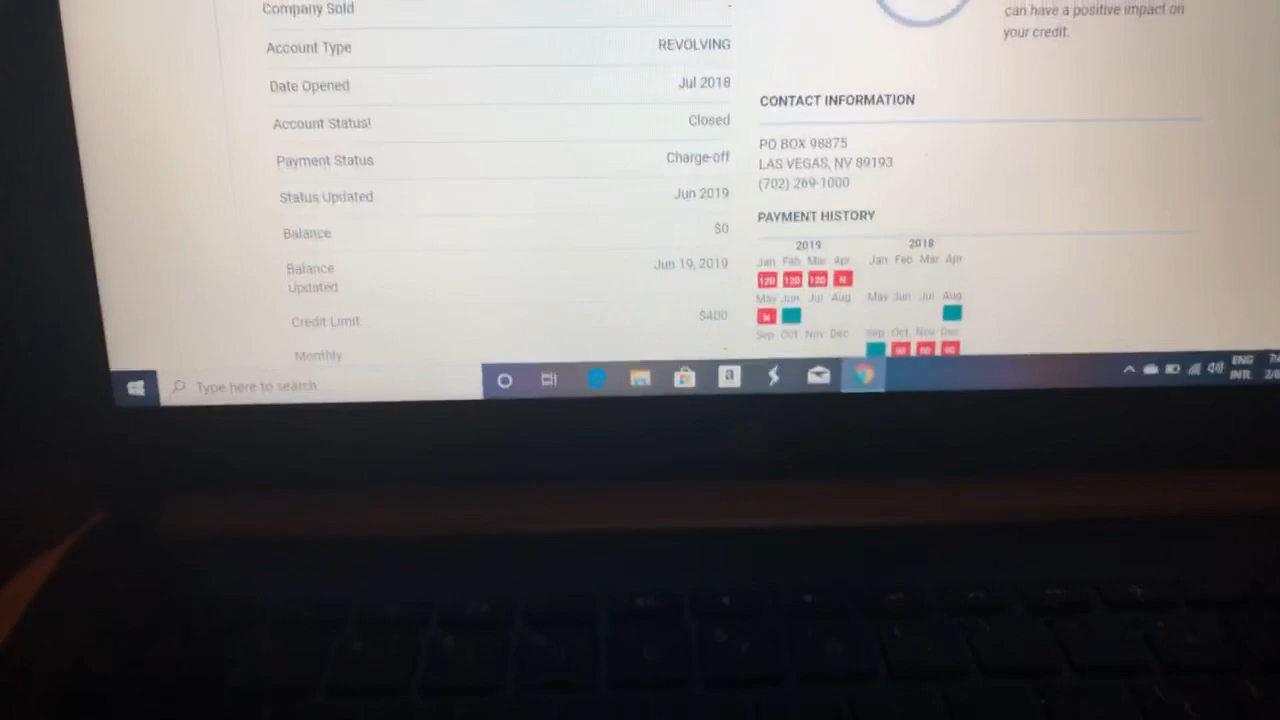 Company Sold -
Account Type REVOLVING
Date Opened Jul 2018
Account Status! Closed
Payment Status Charge-off
Status Updated Jun 2019
Balance $0
Balance Updated Jun 19, 2019
Credit Limit $400
Monthly -
can have a positive impact on
your credit.
CONTACT INFORMATION
PO BOX 98875
LAS VEGAS, NV 89193
(702) 269-1000
PAYMENT HISTORY
2019 2018
Jan Feb Mar Apr Jan Feb Mar Apr
120 120 120 N
May Jun Jul Aug May Jun Jul Aug
N
Sep Oct Nov Dec Sep Oct Nov Dec
Type here to search
a
ENG
INTL